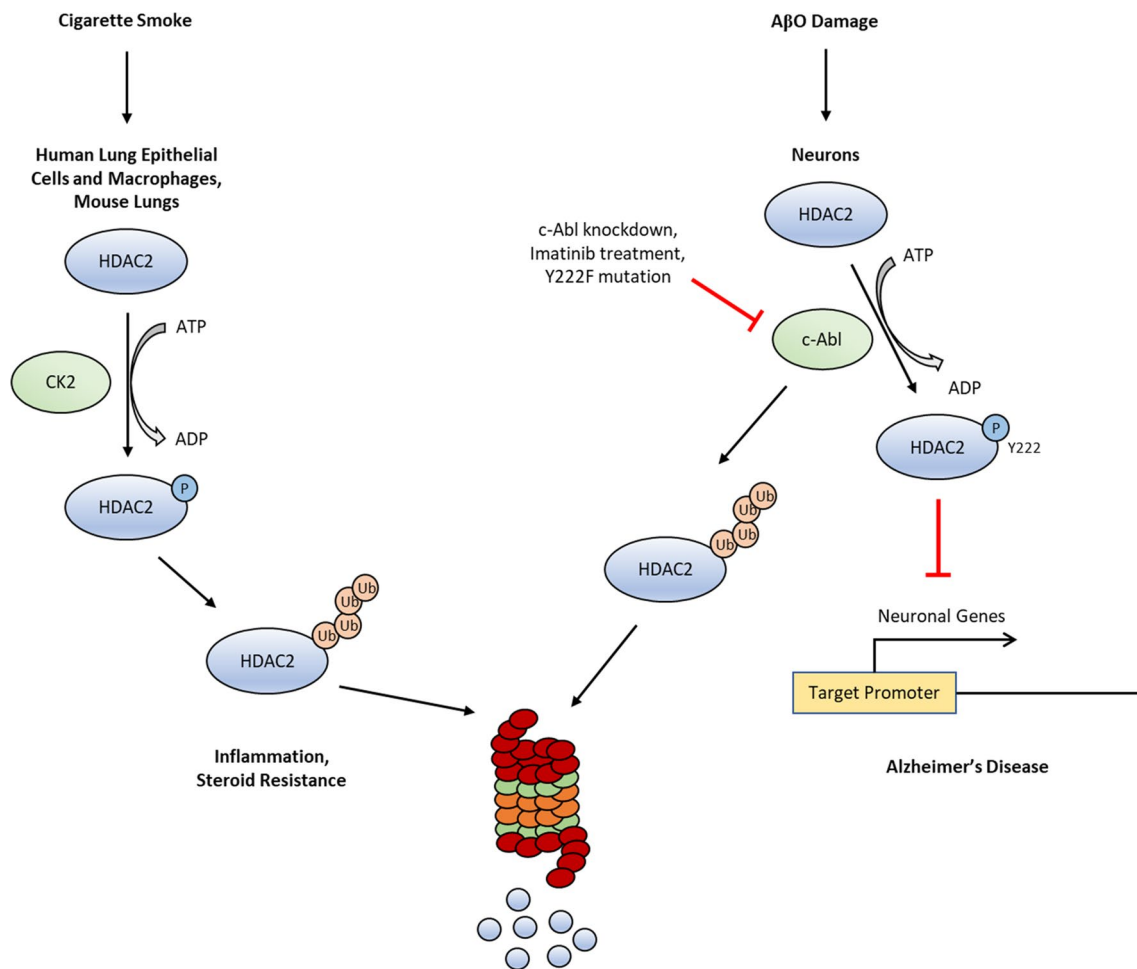 Cigarette Smoke
Human Lung Epithelial
Cells and Macrophages,
Mouse Lungs
HDAC2
ATP
CK2
ADP
HDAC2
P
HDAC2
Ub
Ub
Ub
Ub
Inflammation,
Steroid Resistance
AβO Damage
Neurons
HDAC2
c-Abl knockdown,
Imatinib treatment,
Y222F mutation
ATP
c-Abl
ADP
HDAC2
P
Y222
HDAC2
Ub
Ub
Ub
Ub
Neuronal Genes
Target Promoter
Alzheimer’s Disease